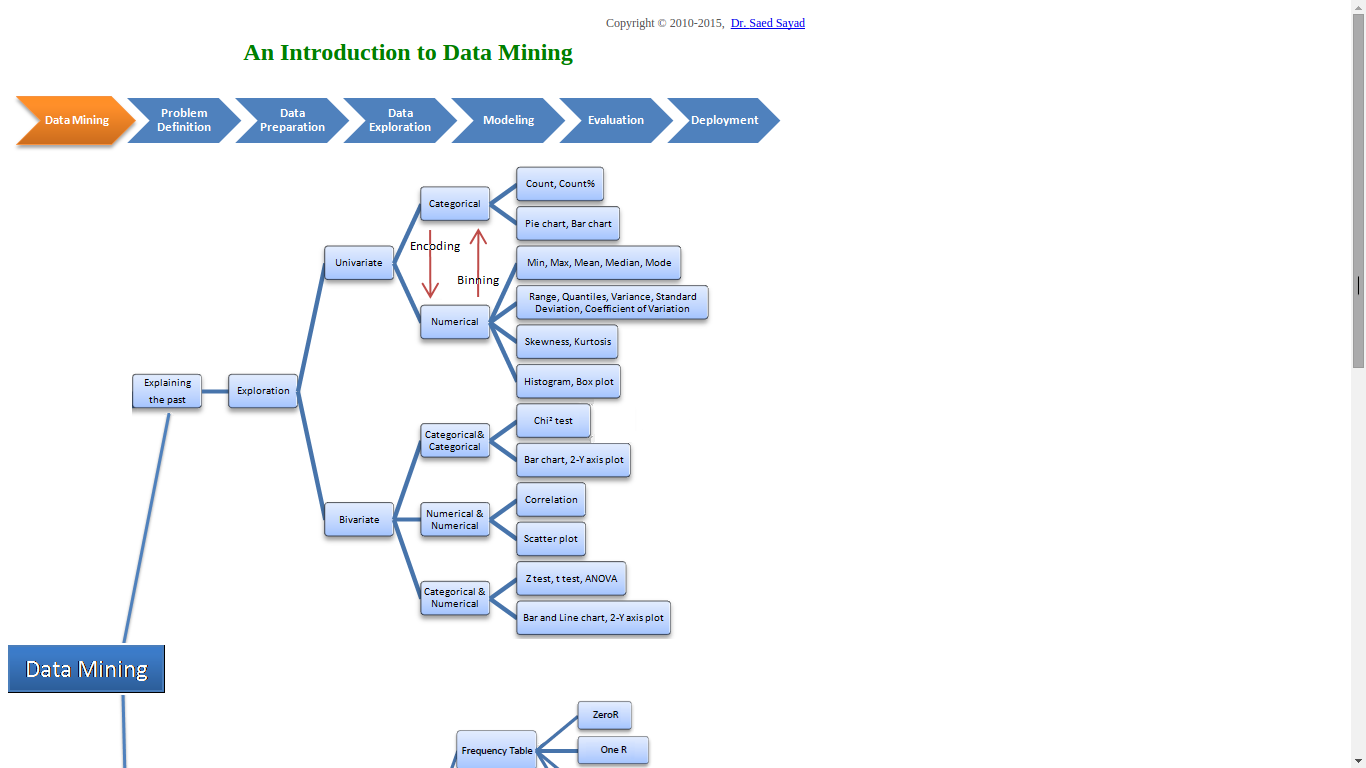 Copyright © 2010-2015, Dr. Saed Sayad
An Introduction to Data Mining
Data Mining
Problem
Definition
Data
Preparation
Data
Exploration
Modeling
Evaluation
Deployment
Count, Count%
Categorical
Pie chart, Bar chart
Encoding
Univariate
Min, Max, Mean, Median, Mode
Binning
Range, Quantiles, Variance, Standard
Deviation, Coefficient of Variation
Numerical
Skewness, Kurtosis
Histogram, Box plot
Explaining
the past
Exploration
Chi² test
Categorical&
Categorical
Bar chart, 2-Y axis plot
Correlation
Bivariate
Numerical &
Numerical
Scatter plot
Z test, t test, ANOVA
Categorical &
Numerical
Bar and Line chart, 2-Y axis plot
Data Mining
ZeroR
Frequency Table
One R